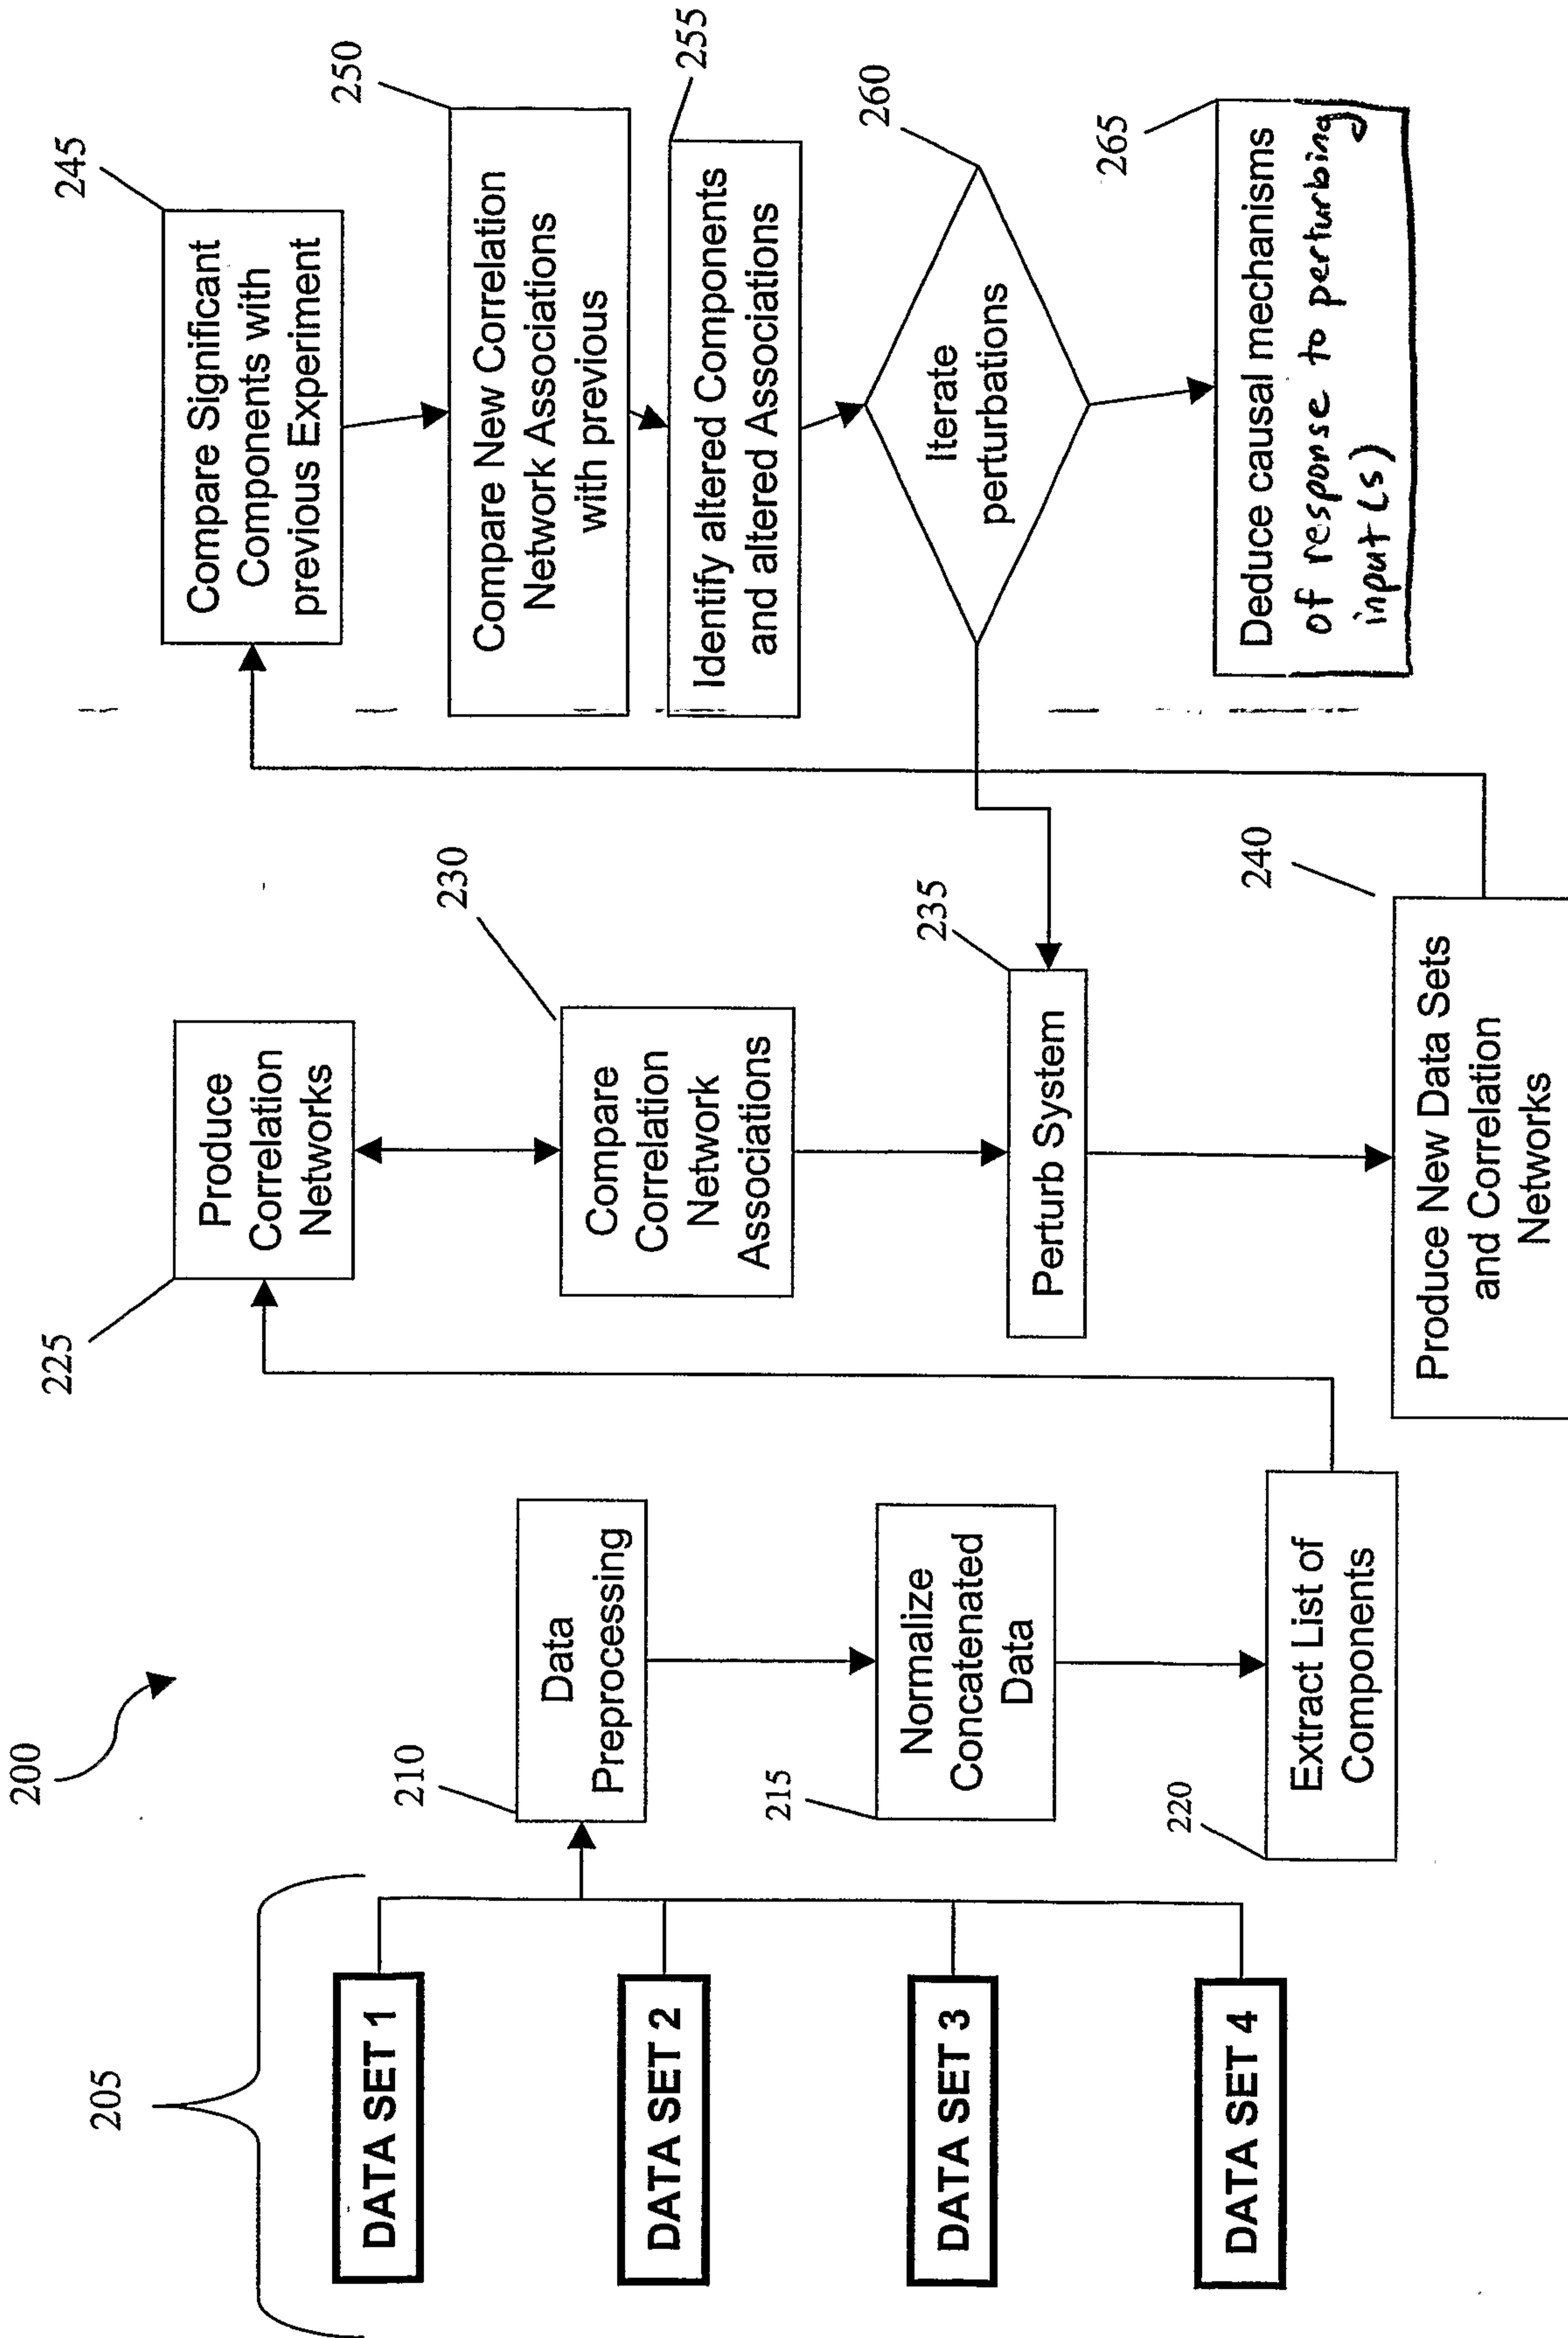 200
205
DATA SET 1
DATA SET 2
DATA SET 3
DATA SET 4
210
Data
Preprocessing
215
Normalize
Concatenated
Data
220
Extract List of
Components
225
Produce
Correlation
Networks
230
Compare
Correlation
Network
Associations
235
Perturb System
240
Produce New Data Sets
and Correlation
Networks
245
Compare Significant
Components with
previous Experiment
250
Compare New Correlation
Network Associations
with previous
255
Identify altered Components
and altered Associations
260
Iterate
perturbations
265
Deduce causal mechanisms
of response to perturbing
input(s)